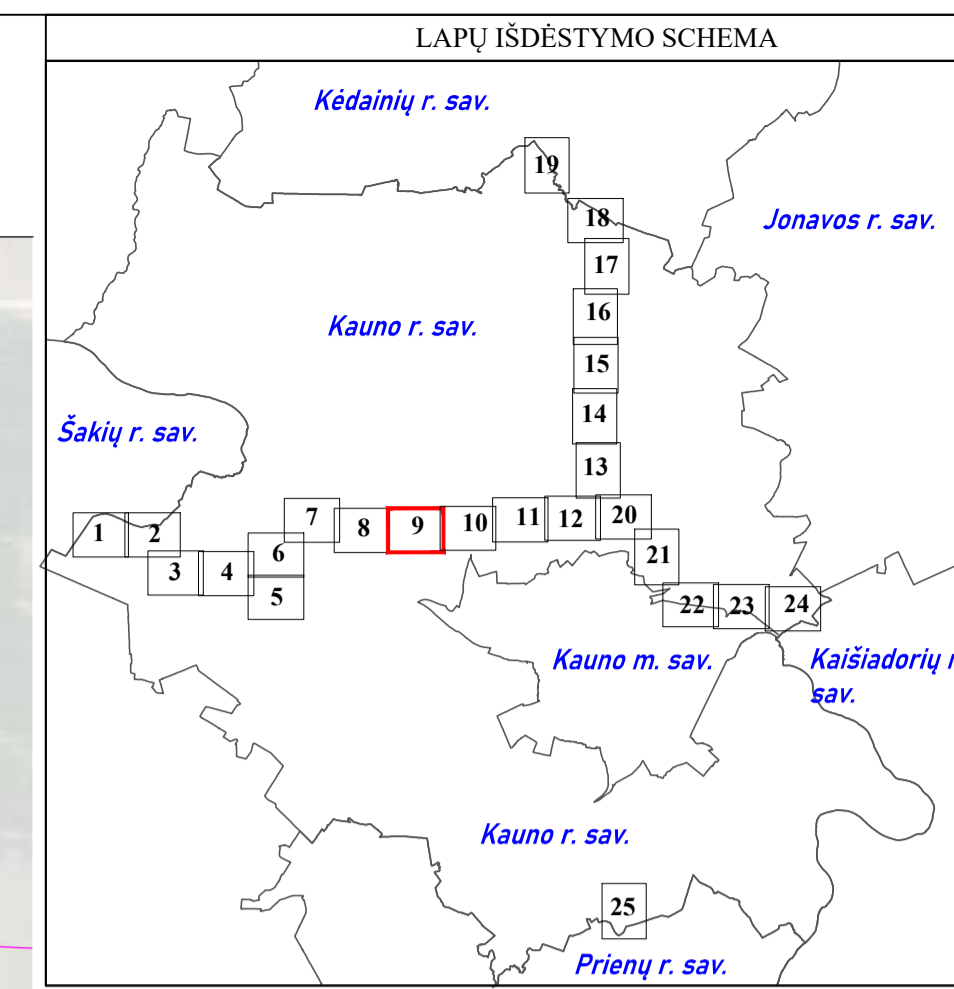 LAPŲ IŠDĖSTYMO SCHEMA
Kėdainių r. sav.
19
18
Jonavos r. sav.
17
16
Kauno r. sav.
15
14
Šakių r. sav.
13
7
8
9
10
11
12
20
1
2
6
21
3
4
5
22
23
24
Kauno m. sav.
Kaišiadorių r
sav.
Kauno r. sav.
25
Prienų r. sav.